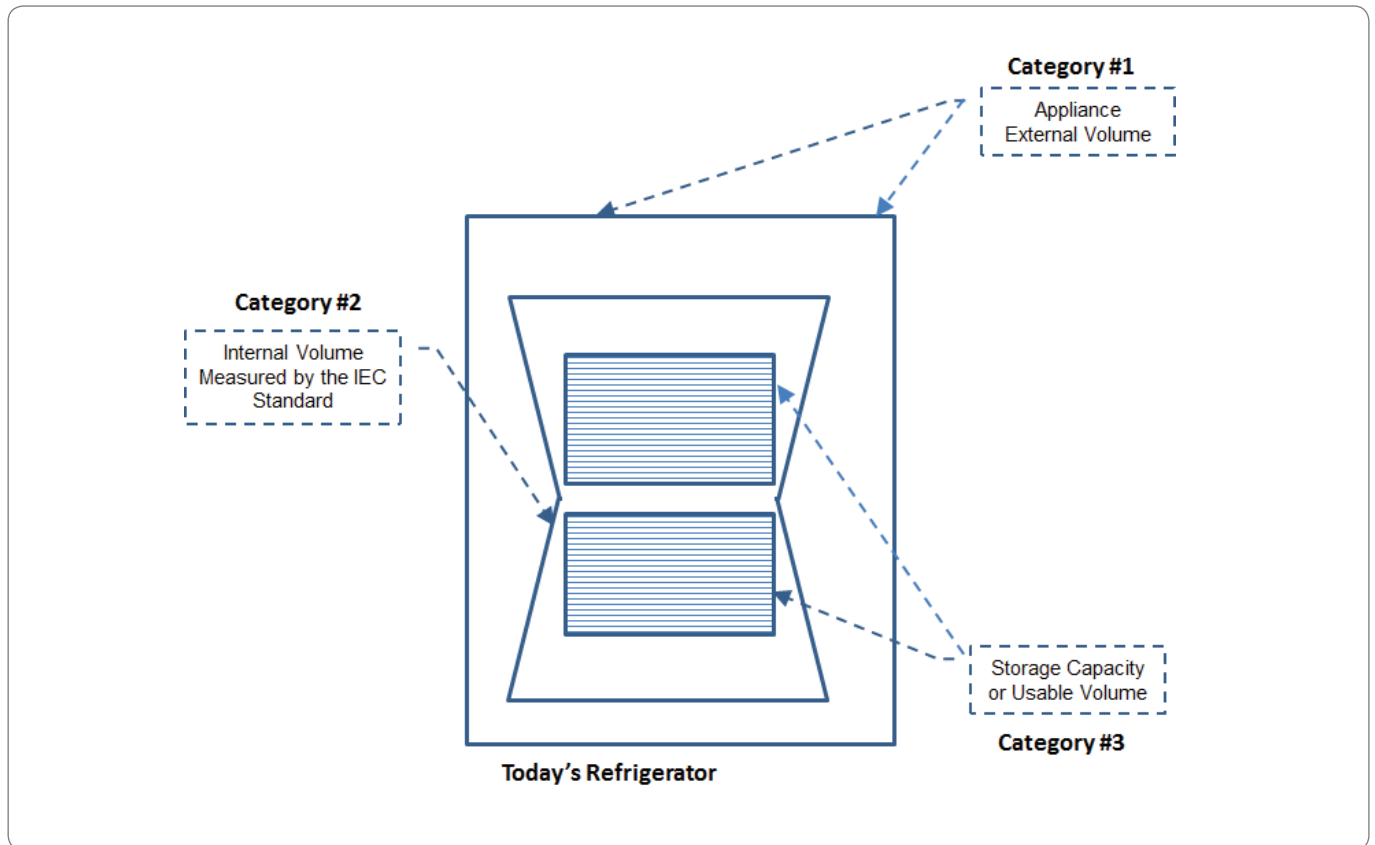 Category #1
Appliance
External Volume
Category #2
Internal Volume
Measured by the IEC
Standard
Storage Capacity
or Usable Volume
Category #3
Today's Refrigerator